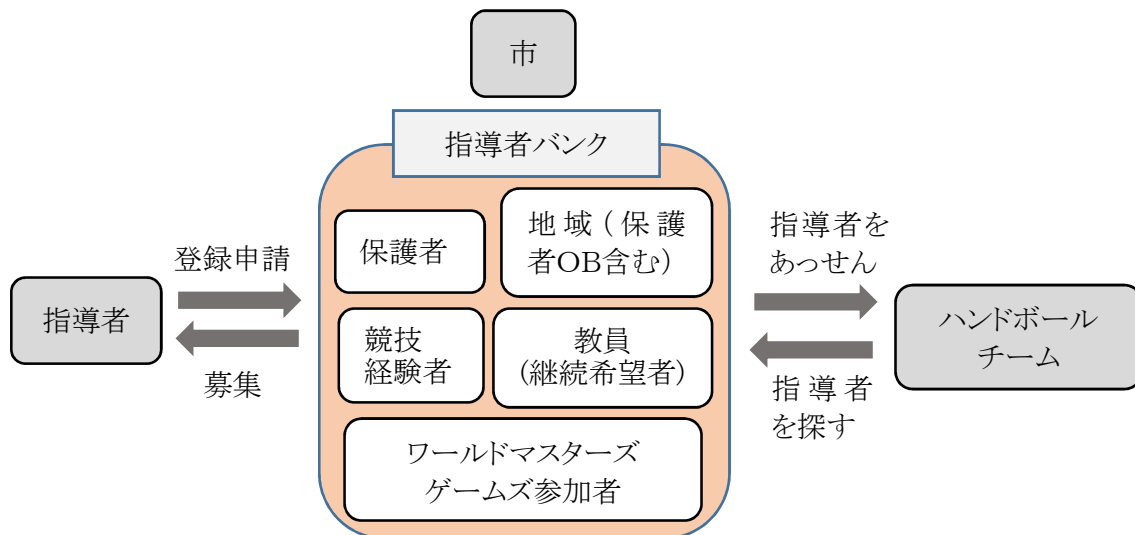 市
指導者バンク
保護者
地域(保護
者OB含む)
指導者を
あっせん
登録申請
指導者
ハンドボール
チーム
競技
経験者
教員
(継続希望者)
募集
指導者
を探す
ワールドマスターズ
ゲームズ参加者